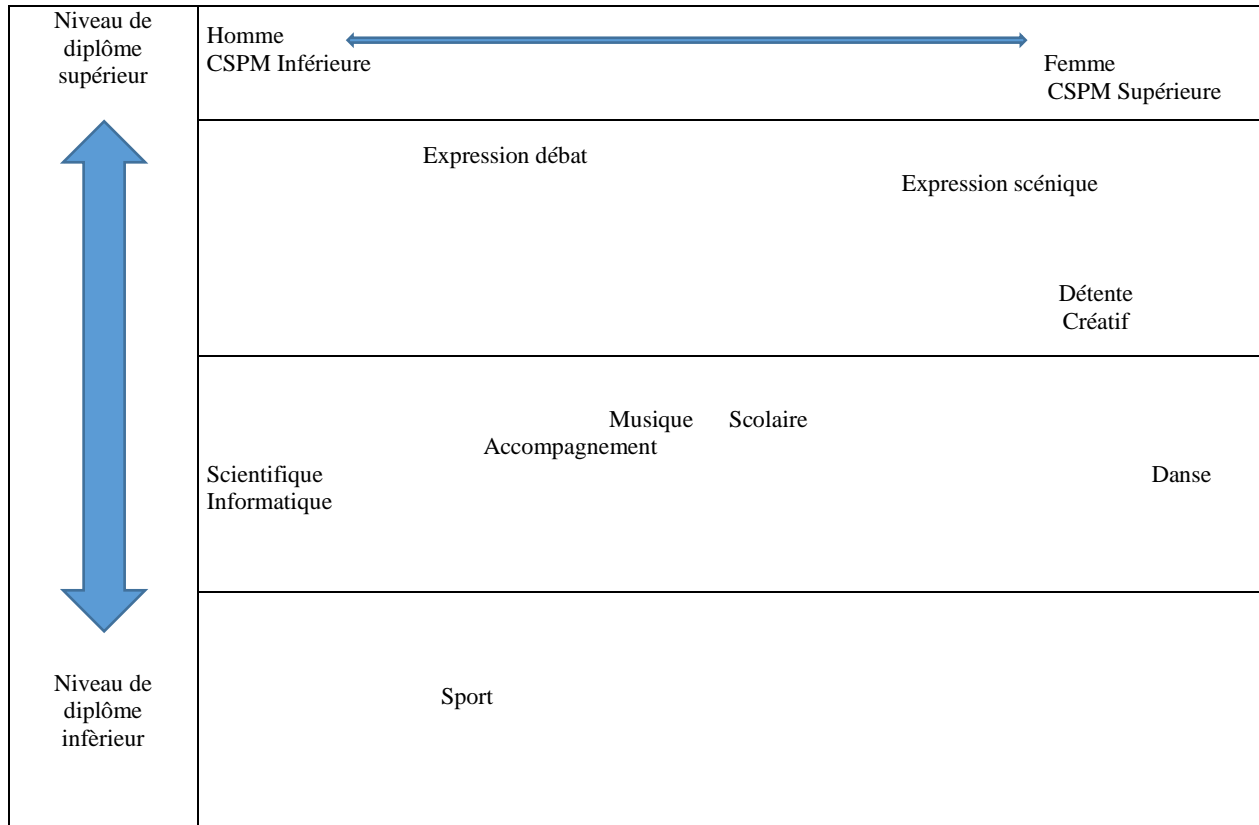 Niveau de
diplôme
supérieur
Homme
CSPM Inférieure
Femme
CSPM Supérieure
Expression débat
Expression scénique
Détente
Créatif
Musique Scolaire
Accompagnement
Scientifique Danse
Informatique
Niveau de
diplôme
infèrieur
Sport